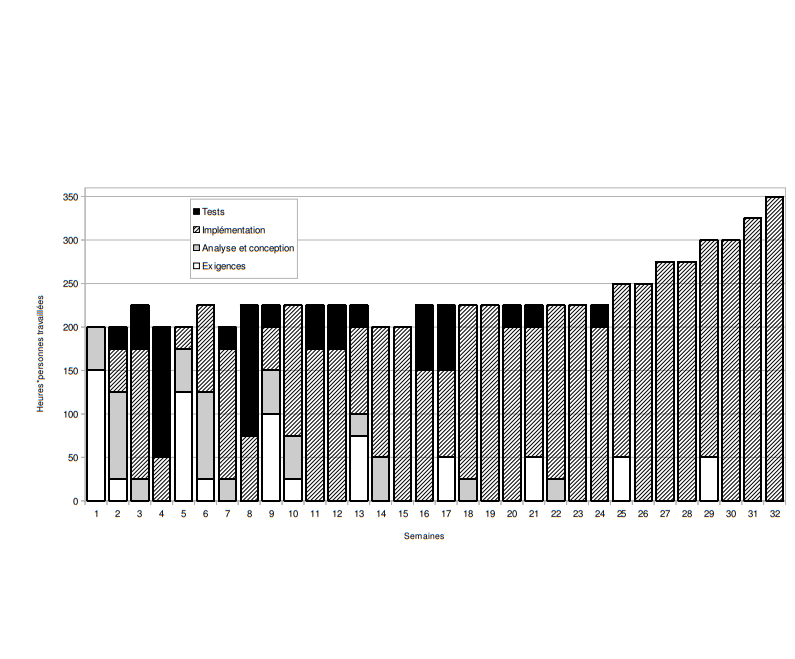 350
300
250
200
150
100
50
0
Heures*personnes travaillées
Tests
Implémentation
Analyse et conception
Exigences
1 2 3 4 5 6 7 8 9 10 11 12 13 14 15 16 17 18 19 20 21 22 23 24 25 26 27 28 29 30 31 32
Semaines